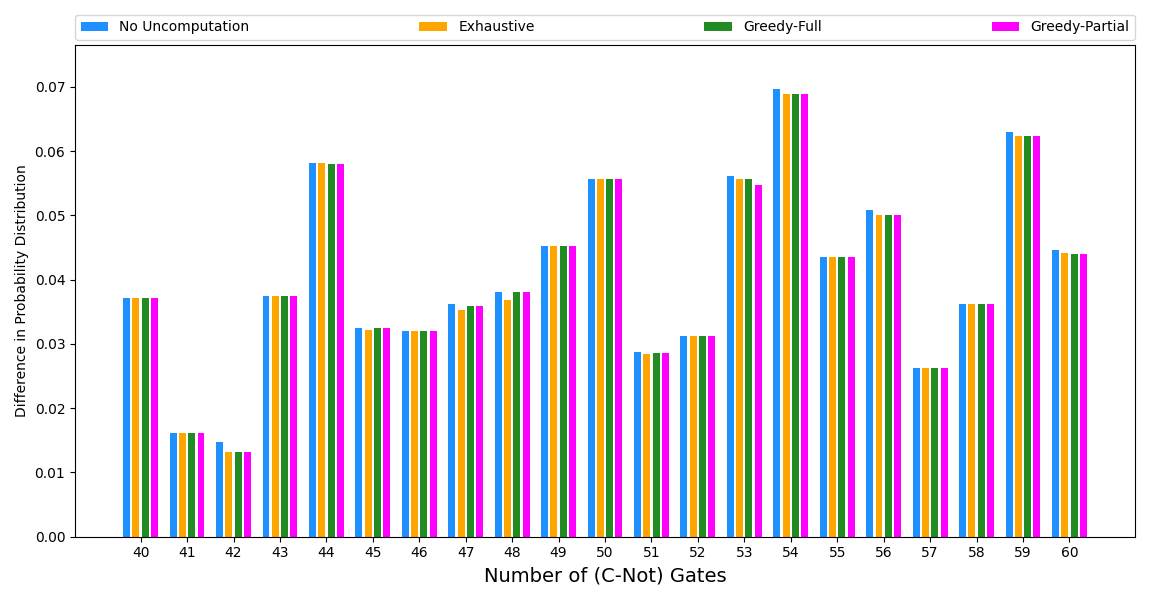 No Uncomputation Exhaustive Greedy-Full Greedy-Partial
0.07
0.06
0.05
0.04
0.03
0.02
0.01
0.00
Difference in Probability Distribution
40 41 42 43 44 45 46 47 48 49 50 51 52 53 54 55 56 57 58 59 60
Number of (C-Not) Gates